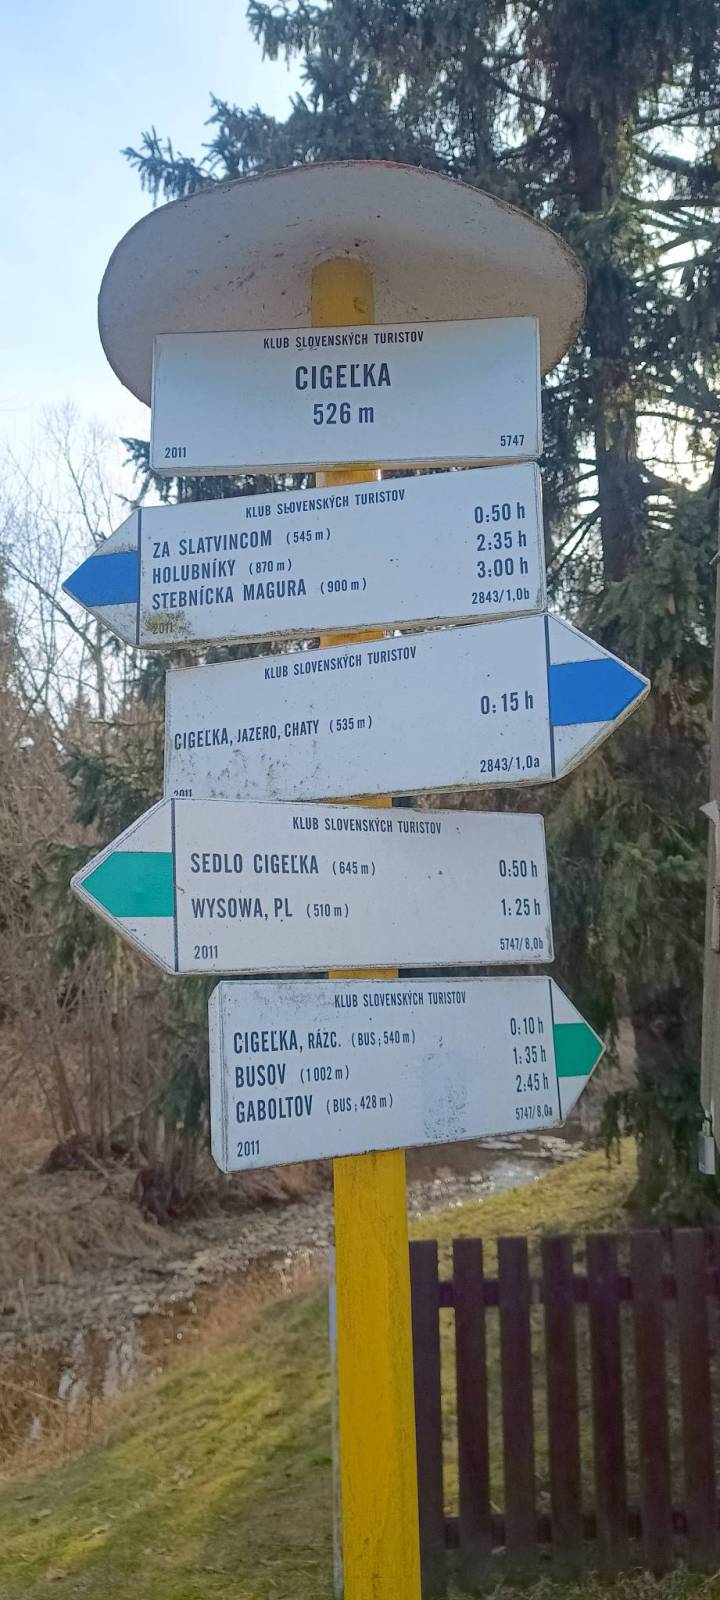 KLUB SLOVENSKÝCH TURISTOV
CIGEĽKA
526 m
2011 5747
KLUB SLOVENSKÝCH TURISTOV
ZA SLATVINCOM (545 m) 0:50 h
HOLUBNÍKY (870 m) 2:35 h
STEBNÍCKA MAGURA (900 m) 3:00 h
2011 2843/1,0b
KLUB SLOVENSKÝCH TURISTOV
CIGEĽKA, JAZERO, CHATY (535 m) 0:15 h
2011 2843/1,0a
KLUB SLOVENSKÝCH TURISTOV
SEDLO CIGEĽKA (645 m) 0:50 h
WYSOWA, PL (510 m) 1:25 h
2011 5747/8,0b
KLUB SLOVENSKÝCH TURISTOV
CIGEĽKA, RÁZC. (BUS; 540 m) 0:10 h
BUSOV (1 002 m) 1:35 h
GABOLTOV (BUS; 428 m) 2:45 h
2011 5747/8,0a